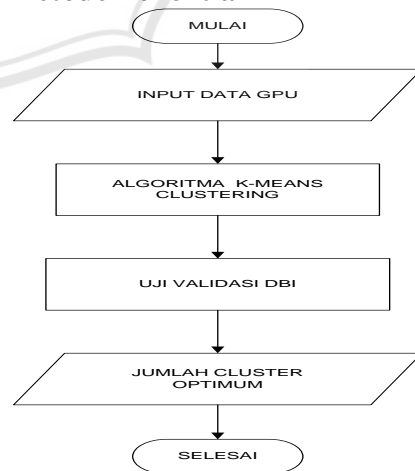 MULAI
INPUT DATA GPU
ALGORITMA K-MEANS
CLUSTERING
UJI VALIDASI DBI
JUMLAH CLUSTER
OPTIMUM
SELESAI